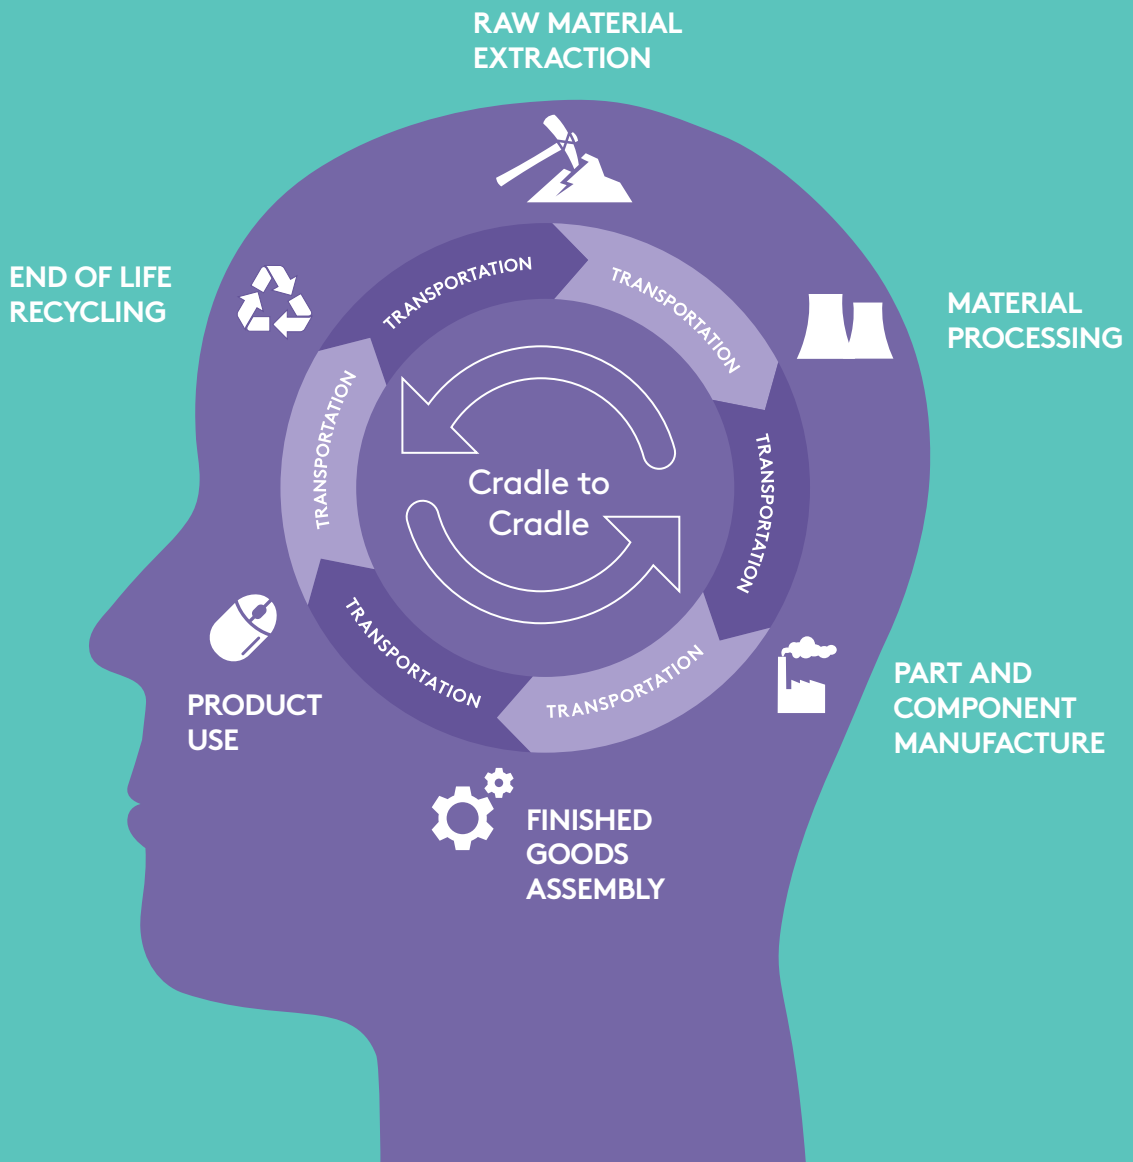 RAW MATERIAL
EXTRACTION
END OF LIFE
RECYCLING
MATERIAL
PROCESSING
TRANSPORTATION
TRANSPORTATION
TRANSPORTATION
TRANSPORTATION
TRANSPORTATION
TRANSPORTATION
Cradle to
Cradle
PART AND
COMPONENT
MANUFACTURE
PRODUCT
USE
FINISHED
GOODS
ASSEMBLY